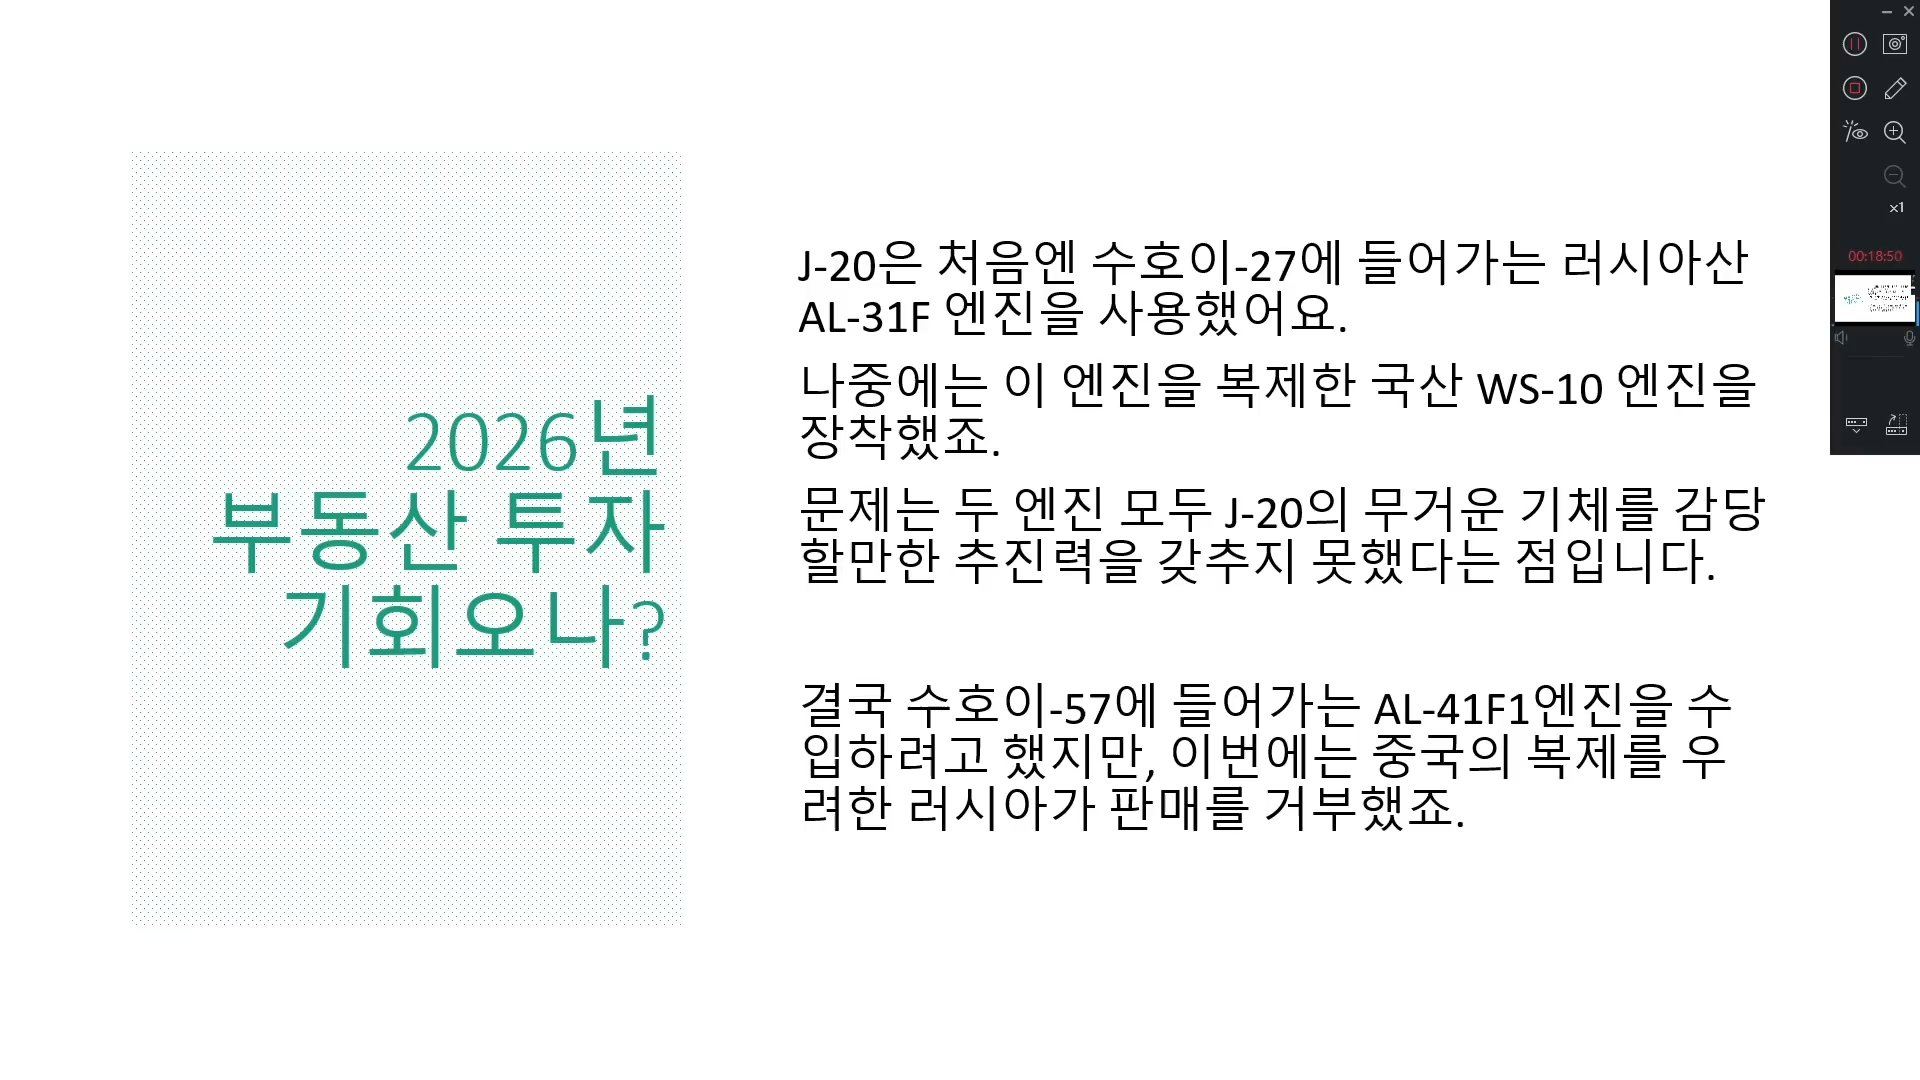 2026년
부동산 투자
기회오나?
J-20은 처음엔 수호이-27에 들어가는 러시아산
AL-31F 엔진을 사용했어요.
나중에는 이 엔진을 복제한 국산 WS-10 엔진을
장착했죠.
문제는 두 엔진 모두 J-20의 무거운 기체를 감당
할만한 추진력을 갖추지 못했다는 점입니다.
결국 수호이-57에 들어가는 AL-41F1엔진을 수
입하려고 했지만, 이번에는 중국의 복제를 우
려한 러시아가 판매를 거부했죠.
x1
00:18:50